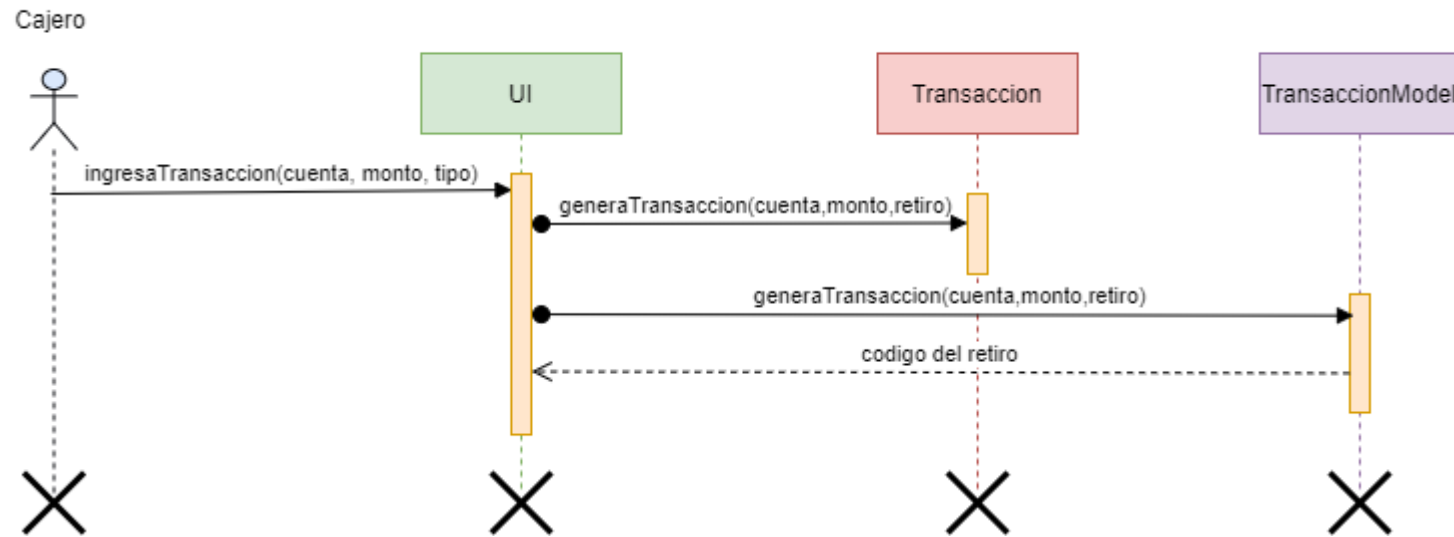 Cajero
UI
Transaccion
TransaccionModel
ingresaTransaccion(cuenta, monto, tipo)
generaTransaccion(cuenta,monto,retiro)
generaTransaccion(cuenta,monto,retiro)
codigo del retiro